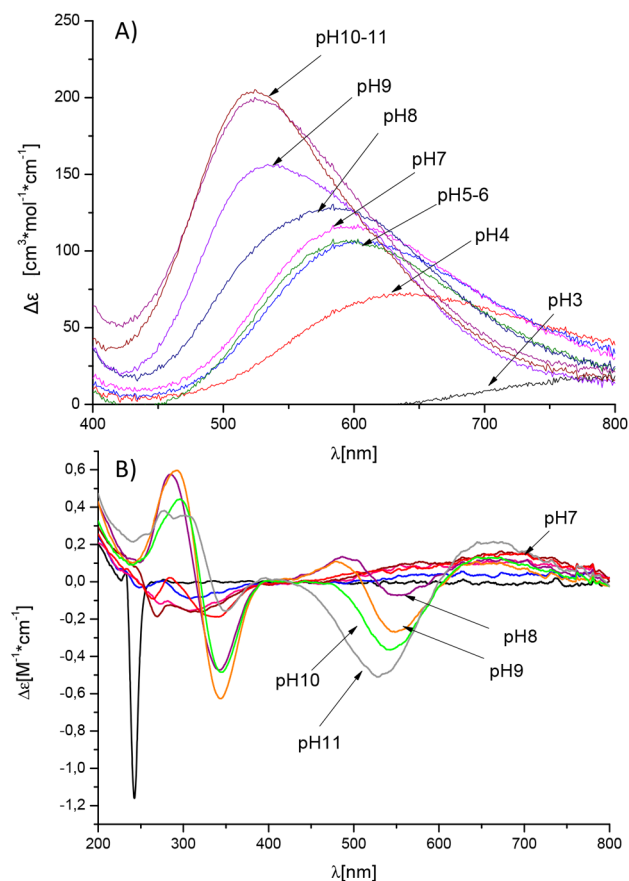 A)
pH10-11
pH9
pH8
pH7
pH5-6
pH4
pH3
250
200
150
100
50
0
Δε [cm³*mol⁻¹*cm⁻¹]
400 500 600 700 800
λ[nm]
B)
0,6
0,4
0,2
0,0
-0,2
-0,4
-0,6
-0,8
-1,0
-1,2
Δε[M⁻¹*cm⁻¹]
pH7
pH8
pH9
pH10
pH11
200 300 400 500 600 700 800
λ[nm]